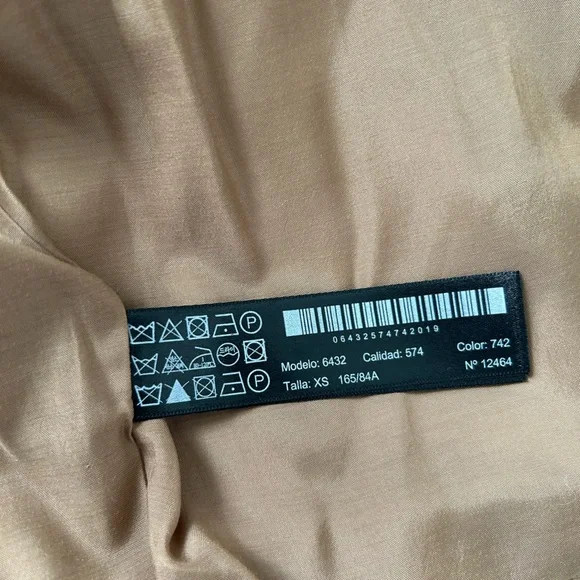 06432574742019
Modelo: 6432 Calidad: 574 Color: 742
Talla: XS 165/84A Nº 12464
P
P